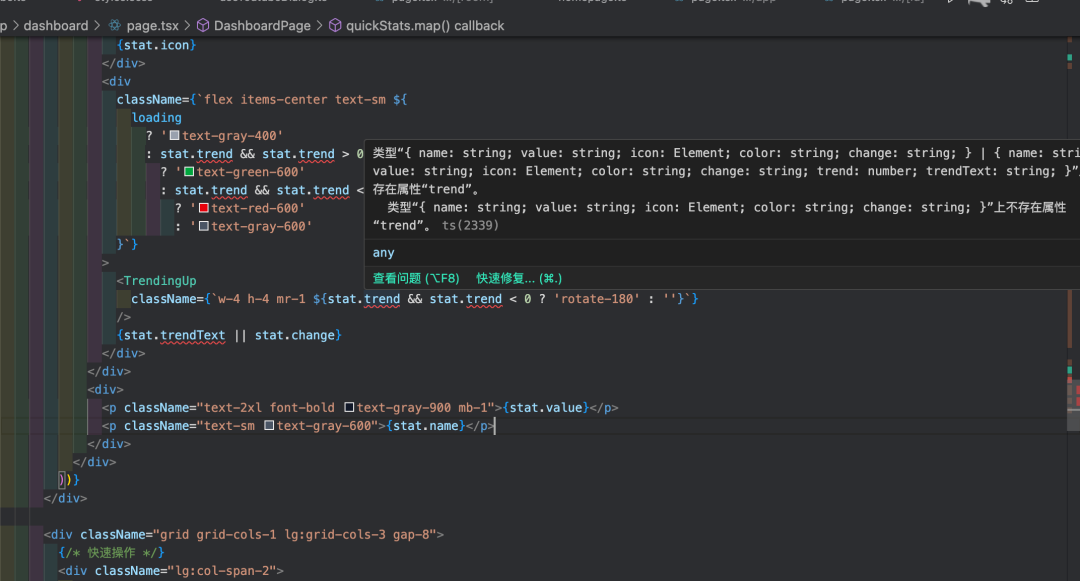 p > dashboard > page.tsx > DashboardPage > quickStats.map() callback
{stat.icon}
</div>
<div
className={`flex items-center text-sm ${
loading
? 'text-gray-400'
: stat.trend && stat.trend > 0
? 'text-green-600'
: stat.trend && stat.trend <
? 'text-red-600'
: 'text-gray-600'
}`}
>
<TrendingUp
className={`w-4 h-4 mr-1 ${stat.trend && stat.trend < 0 ? 'rotate-180' : ''}`}
/>
{stat.trendText || stat.change}
</div>
</div>
<div>
<p className="text-2xl font-bold text-gray-900 mb-1">{stat.value}</p>
<p className="text-sm text-gray-600">{stat.name}</p>
</div>
</div>
))}
</div>
<div className="grid grid-cols-1 lg:grid-cols-3 gap-8">
{/* 快速操作 */}
<div className="lg:col-span-2">
类型“{ name: string; value: string; icon: Element; color: string; change: string; } | { name: stri
value: string; icon: Element; color: string; change: string; trend: number; trendText: string; }”
存在属性“trend”。
类型“{ name: string; value: string; icon: Element; color: string; change: string; }”上不存在属性
“trend”。 ts(2339)
any
查看问题 (⌥F8) 快速修复... (⌘.)